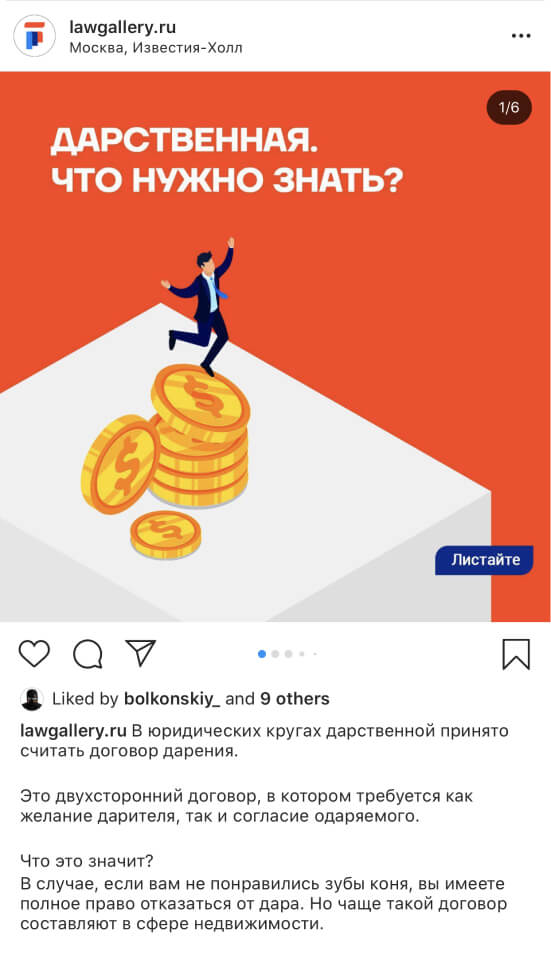 lawgallery.ru
Москва, Известия-Холл
1/6
ДАРСТВЕННАЯ.
ЧТО НУЖНО ЗНАТЬ?
Листайте
Liked by bolkonskiy_ and 9 others
lawgallery.ru В юридических кругах дарственной принято
считать договор дарения.
Это двухсторонний договор, в котором требуется как
желание дарителя, так и согласие одаряемого.
Что это значит?
В случае, если вам не понравились зубы коня, вы имеете
полное право отказаться от дара. Но чаще такой договор
составляют в сфере недвижимости.